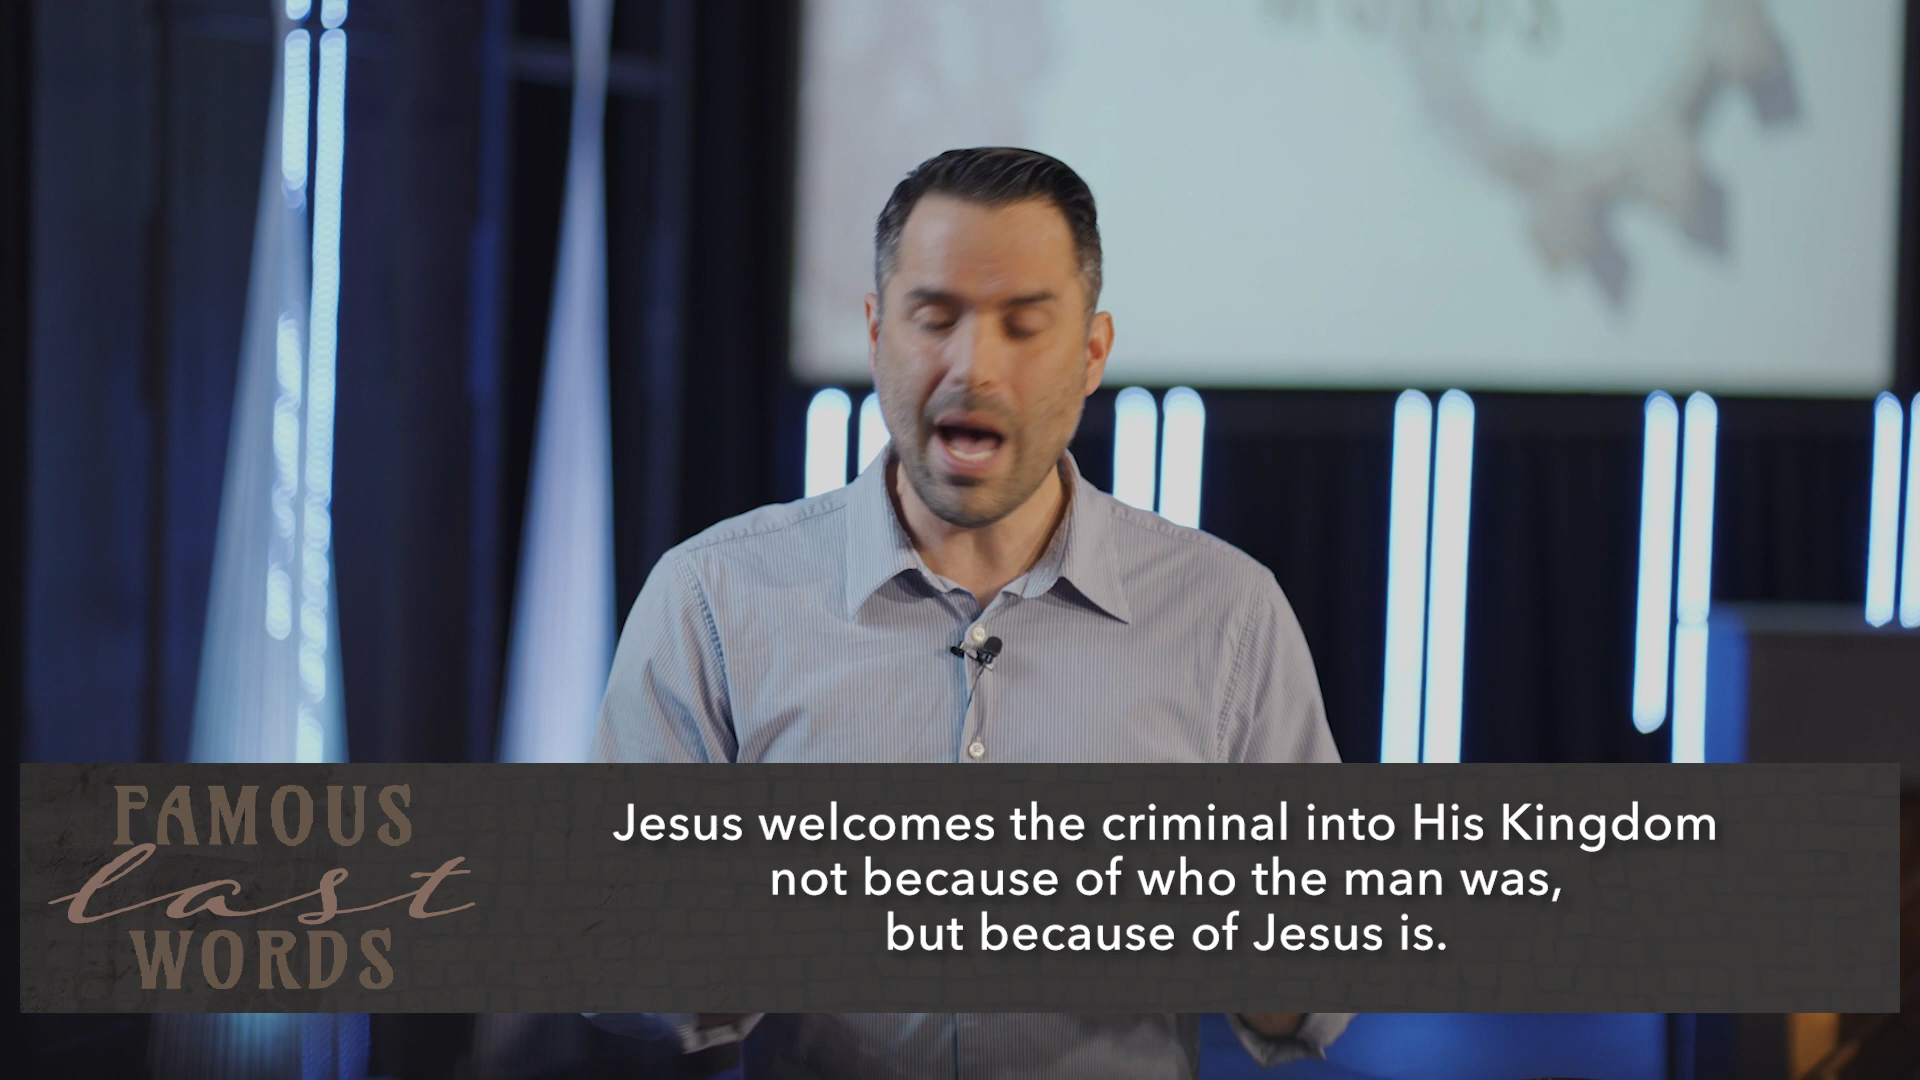 WORDS
FAMOUS
last
WORDS
Jesus welcomes the criminal into His Kingdom
not because of who the man was,
but because of Jesus is.